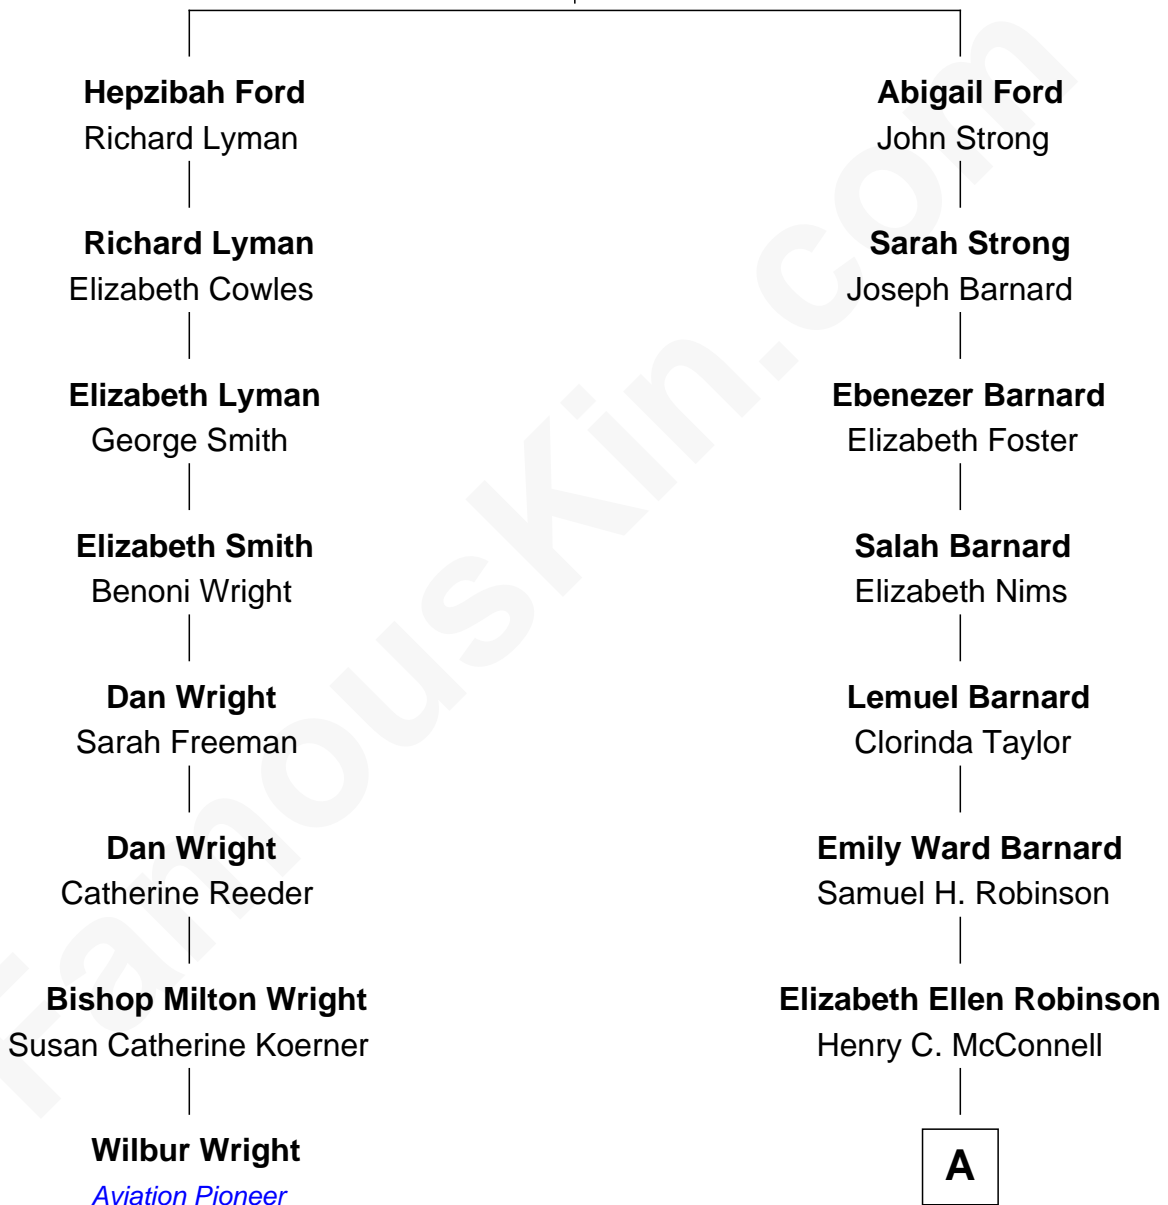 Hepzibah Ford
Richard Lyman
Richard Lyman
Elizabeth Cowles
Elizabeth Lyman
George Smith
Elizabeth Smith
Benoni Wright
Dan Wright
Sarah Freeman
Dan Wright
Catherine Reeder
Bishop Milton Wright
Susan Catherine Koerner
Wilbur Wright
Aviation Pioneer
Abigail Ford
John Strong
Sarah Strong
Joseph Barnard
Ebenezer Barnard
Elizabeth Foster
Salah Barnard
Elizabeth Nims
Lemuel Barnard
Clorinda Taylor
Emily Ward Barnard
Samuel H. Robinson
Elizabeth Ellen Robinson
Henry C. McConnell
A
FamousKin.com